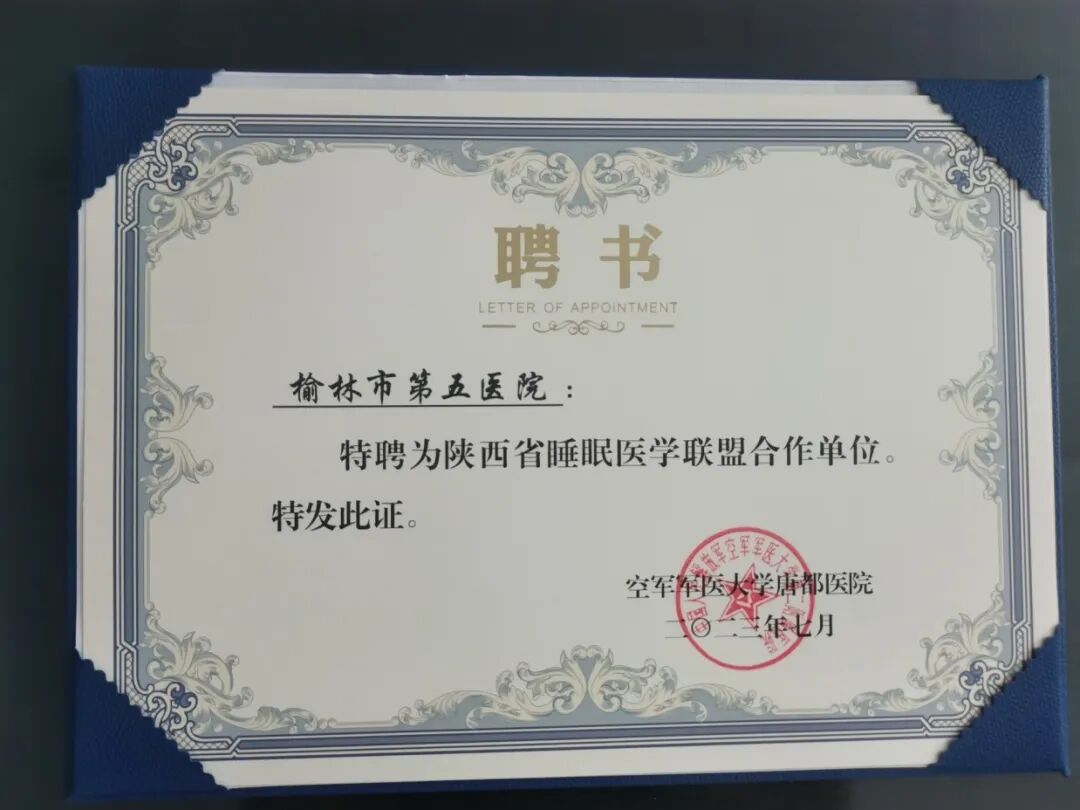 聘书
LETTER OF APPOINTMENT
榆林市第五医院：
特聘为陕西省睡眠医学联盟合作单位。
特发此证。
空军军医大学唐都医院
二〇二三年七月